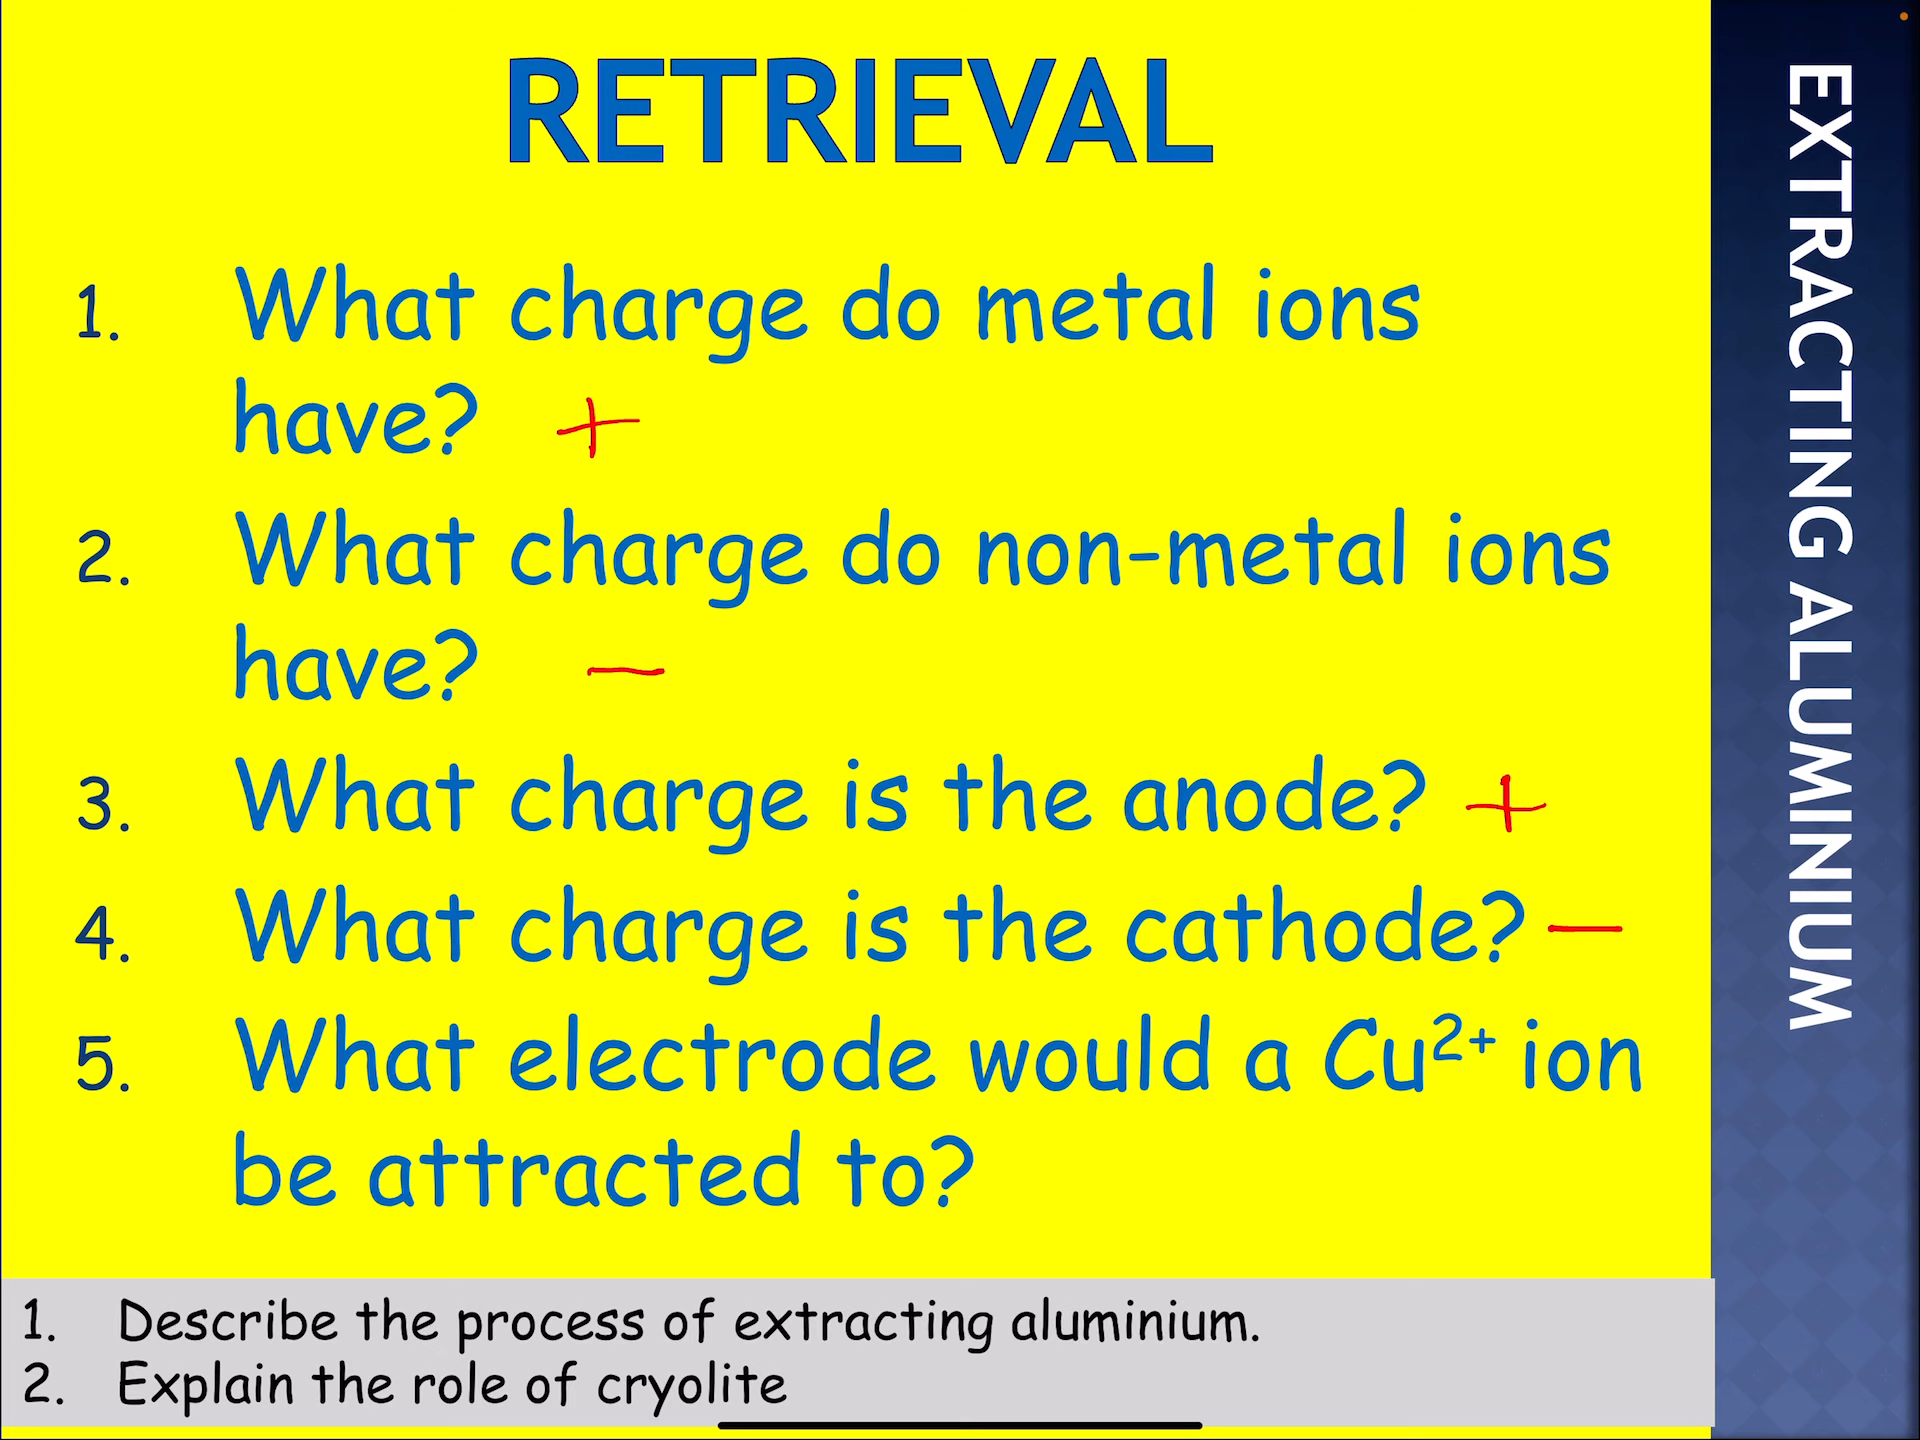 RETRIEVAL
1. What charge do metal ions
have? +
2. What charge do non-metal ions
have? —
3. What charge is the anode? +
4. What charge is the cathode? —
5. What electrode would a Cu²⁺ ion
be attracted to?
1. Describe the process of extracting aluminium.
2. Explain the role of cryolite
EXTRACTING ALUMINIUM